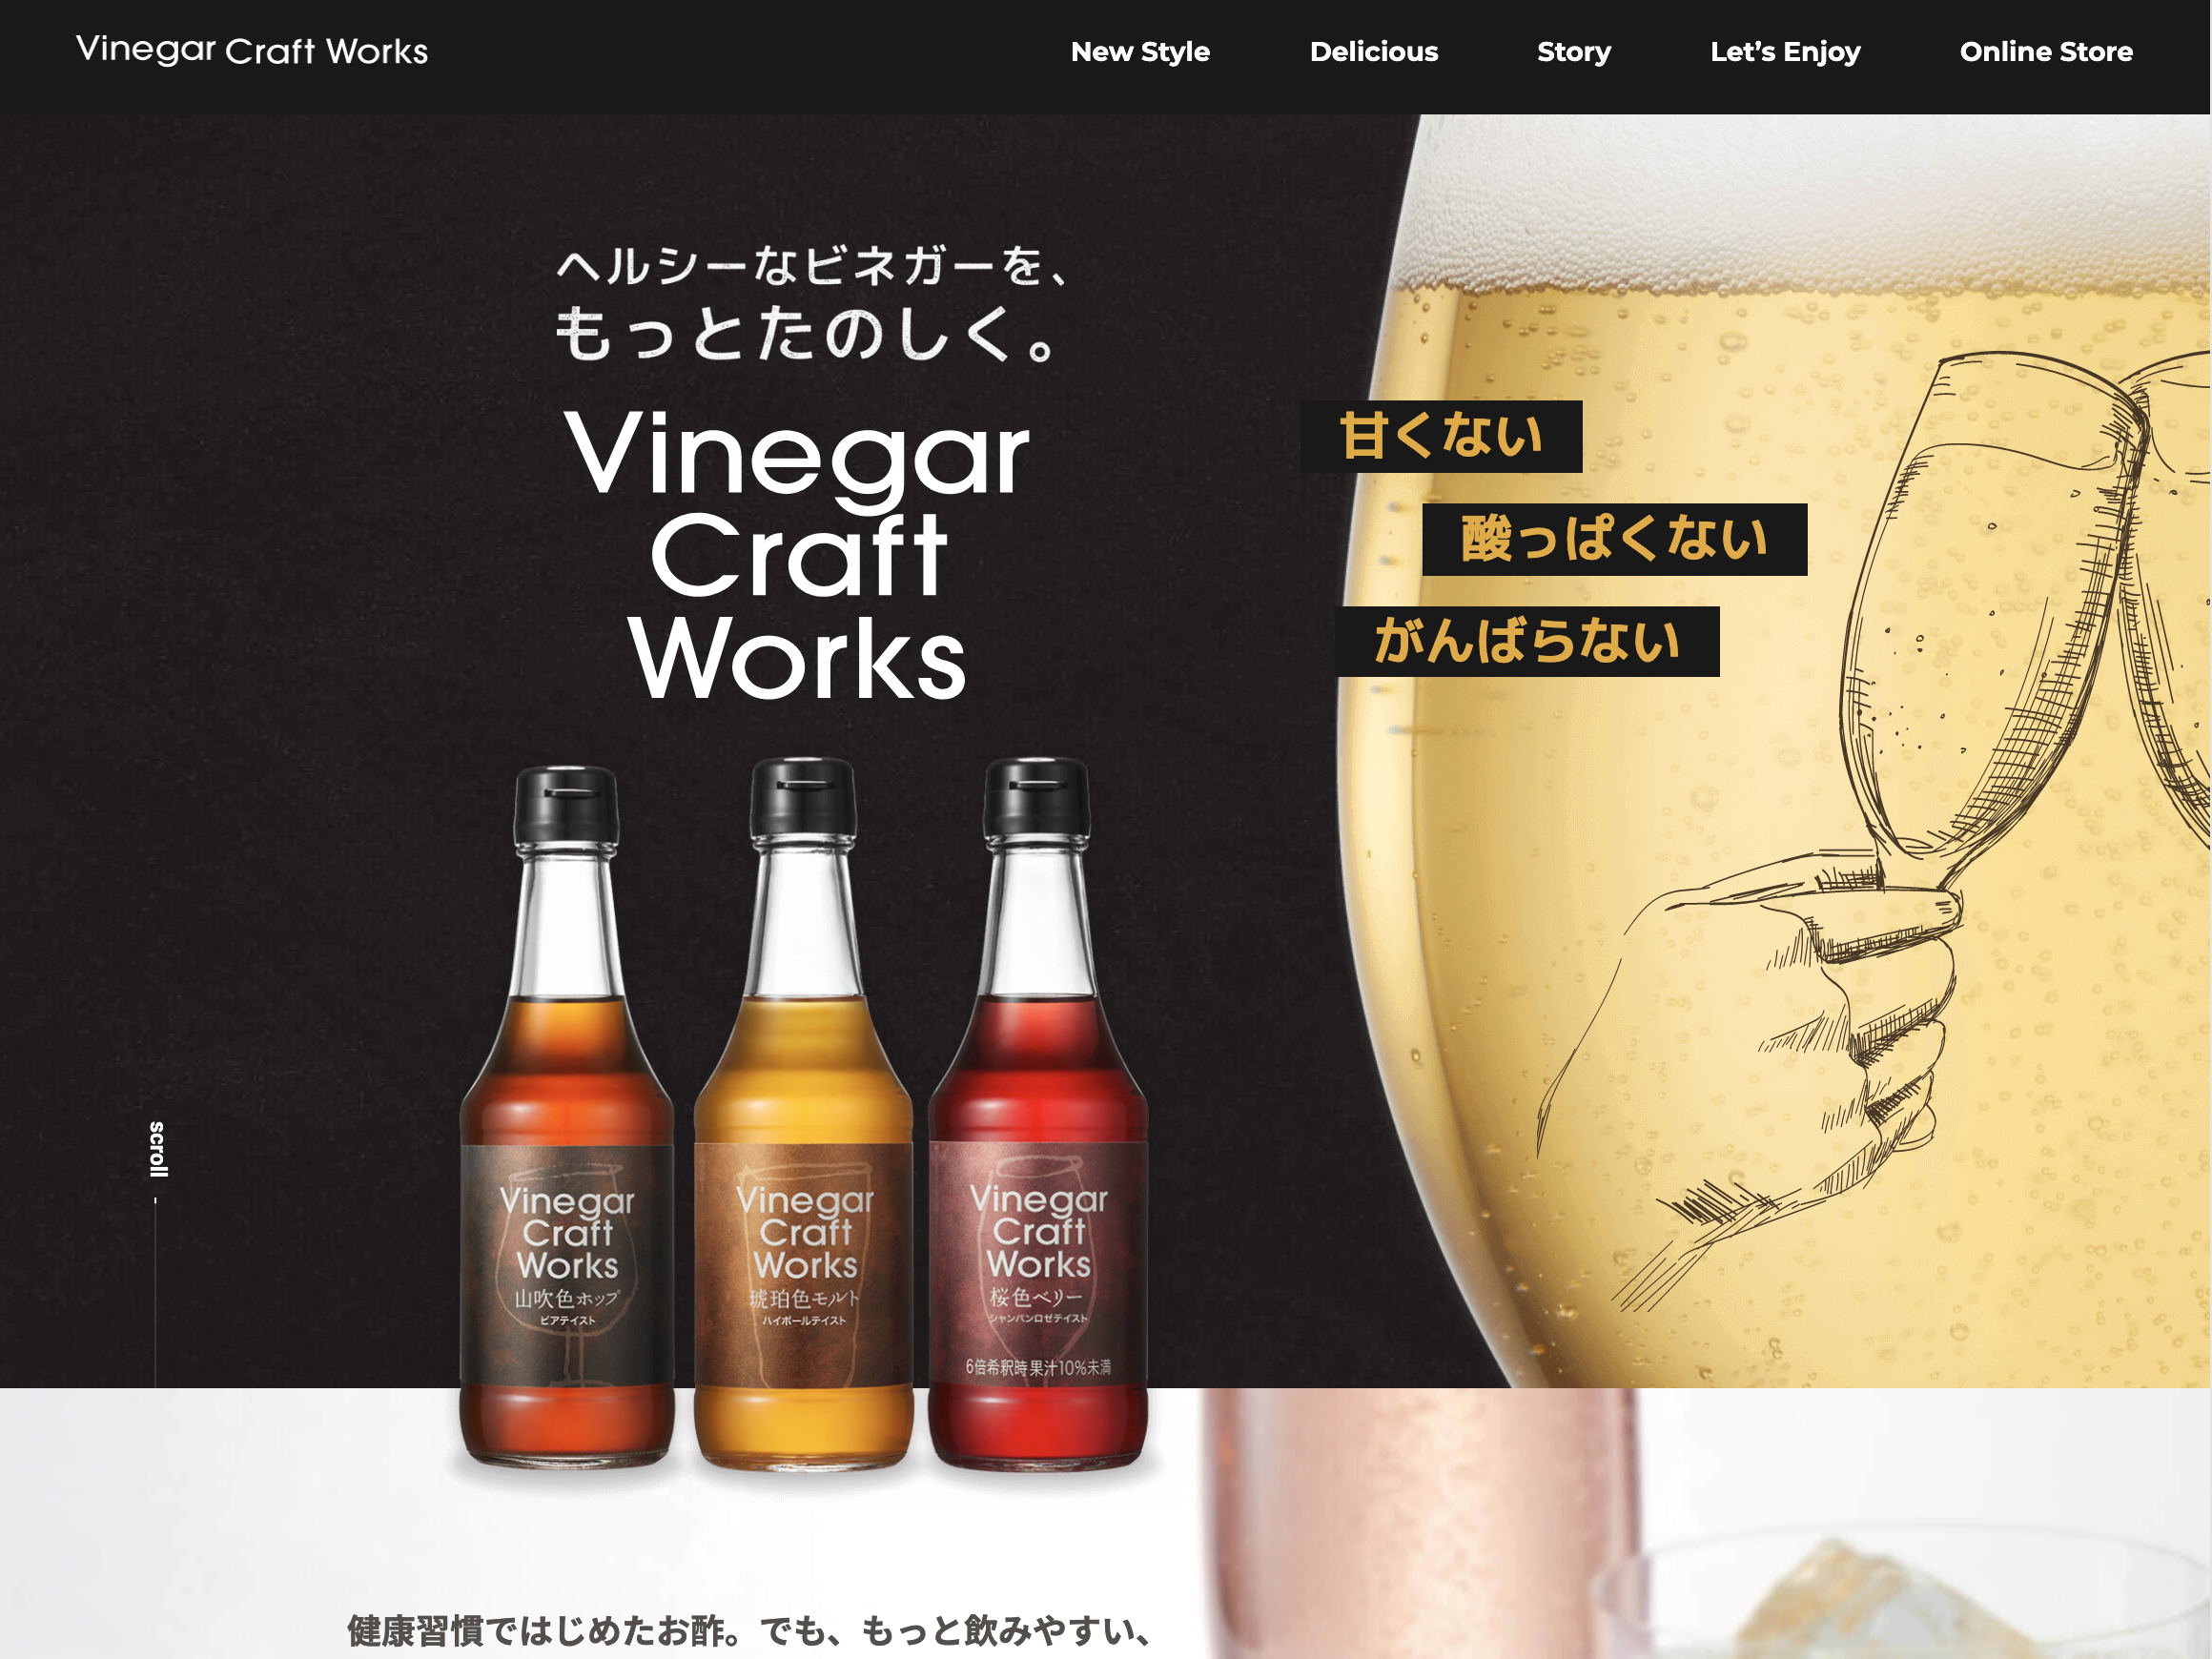 Vinegar Craft Works
New Style
Delicious
Story
Let's Enjoy
Online Store
ヘルシーなビネガーを、
もっとたのしく。
Vinegar
Craft
Works
甘くない
酸っぱくない
がんばらない
Vinegar
Craft
Works
山吹色ホップ
ビアテイスト
Vinegar
Craft
Works
琥珀色モルト
ハイボールテイスト
Vinegar
Craft
Works
桜色ベリー
シャンパンロゼテイスト
6倍希釈時果汁10%未満
scroll
健康習慣ではじめたお酢。でも、もっと飲みやすい、